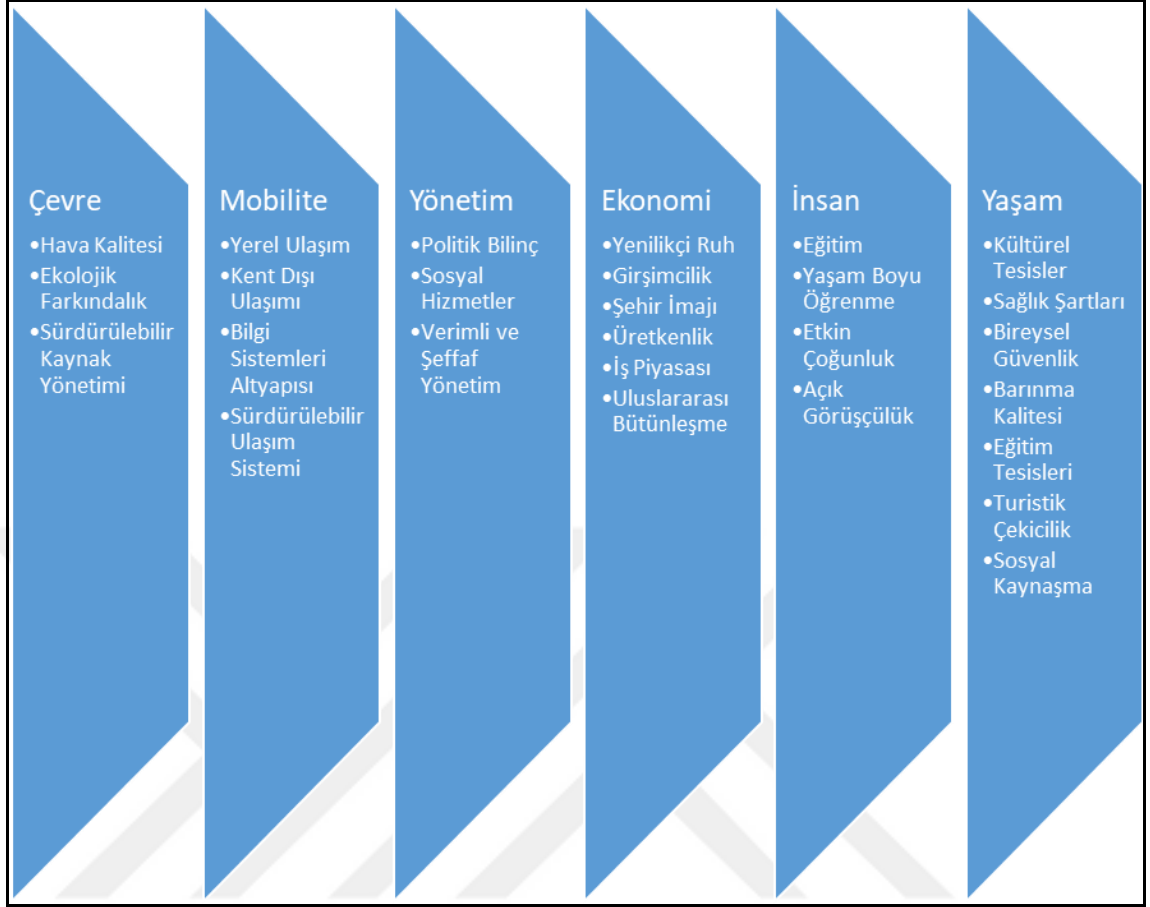 Çevre
•Hava Kalitesi
•Ekolojik
Farkındalık
•Sürdürülebilir
Kaynak
Yönetimi
Mobilite
•Yerel Ulaşım
•Kent Dışı
Ulaşımı
•Bilgi
Sistemleri
Altyapısı
•Sürdürülebilir
Ulaşım
Sistemi
Yönetim
•Politik Bilinç
•Sosyal
Hizmetler
•Verimli ve
Şeffaf
Yönetim
Ekonomi
•Yenilikçi Ruh
•Girşimcilik
•Şehir İmajı
•Üretkenlik
•İş Piyasası
•Uluslararası
Bütünleşme
İnsan
•Eğitim
•Yaşam Boyu
Öğrenme
•Etkin
Çoğunluk
•Açık
Görüşçülük
Yaşam
•Kültürel
Tesisler
•Sağlık Şartları
•Bireysel
Güvenlik
•Barınma
Kalitesi
•Eğitim
Tesisleri
•Turistik
Çekicilik
•Sosyal
Kaynaşma